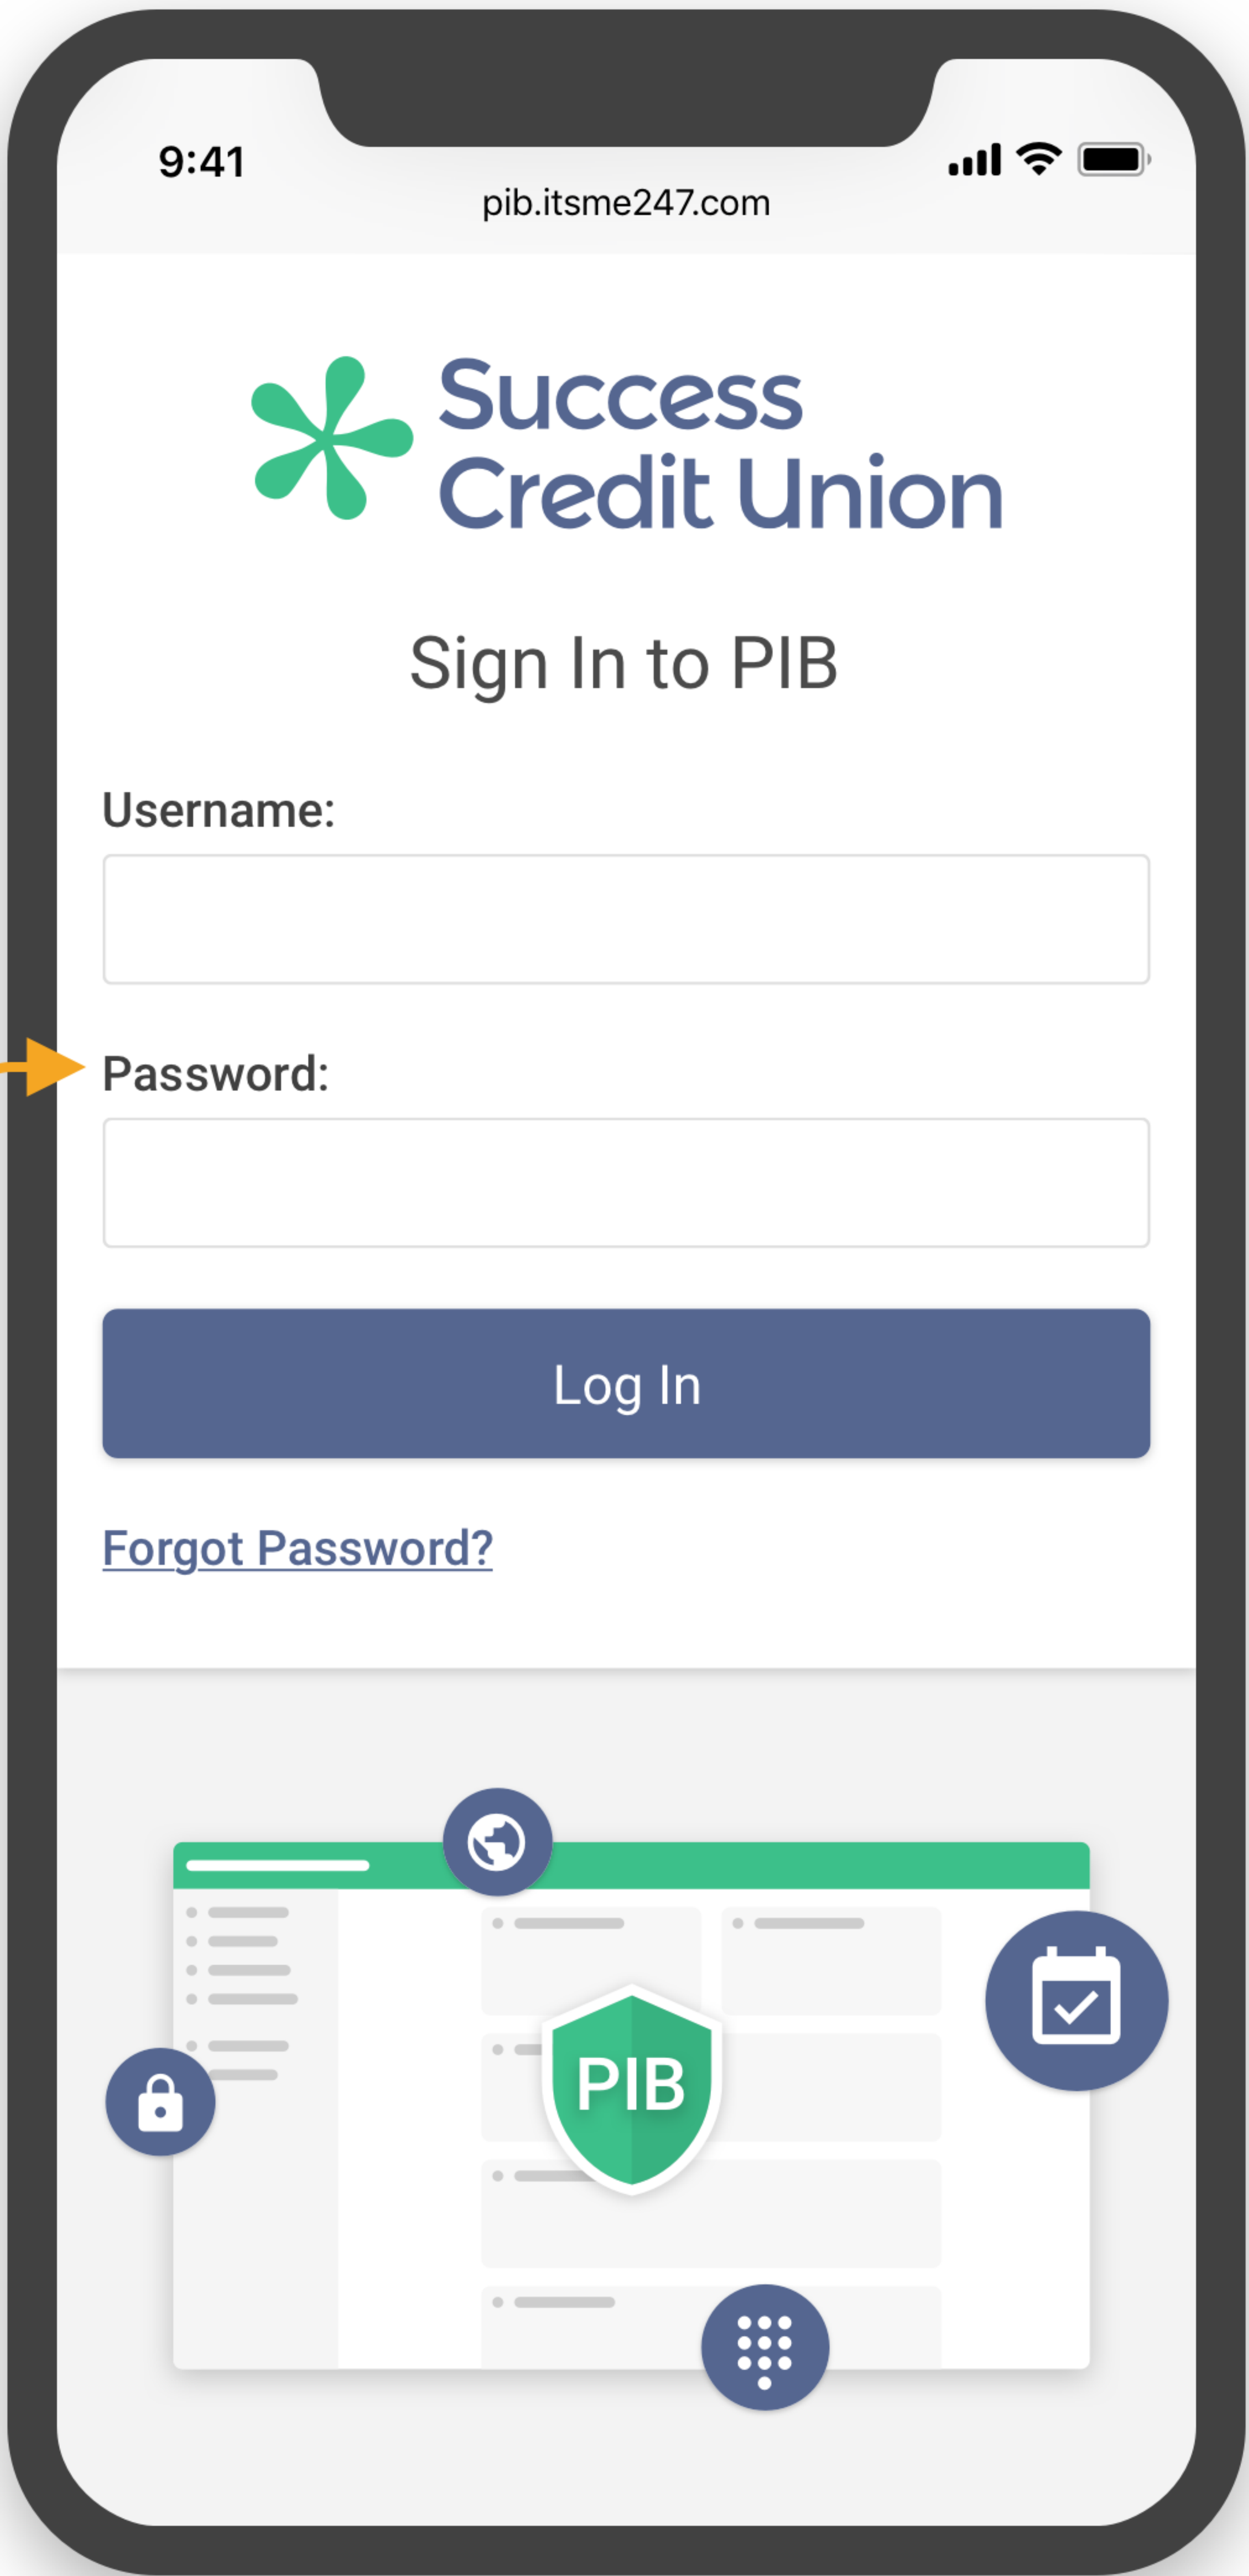 9:41
pib.itsme247.com
Success
Credit Union
Sign In to PIB
Username:
Password:
Log In
Forgot Password?
PIB